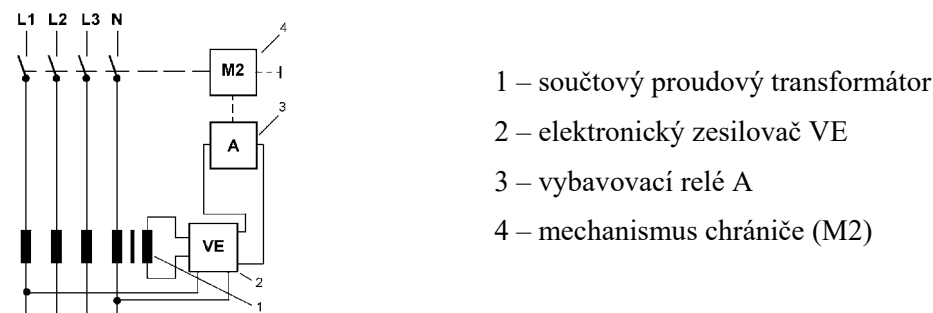 L1 L2 L3 N
4
M2
3
A
VE
2
1
1 – součtový proudový transformátor
2 – elektronický zesilovač VE
3 – vybavovací relé A
4 – mechanismus chrániče (M2)